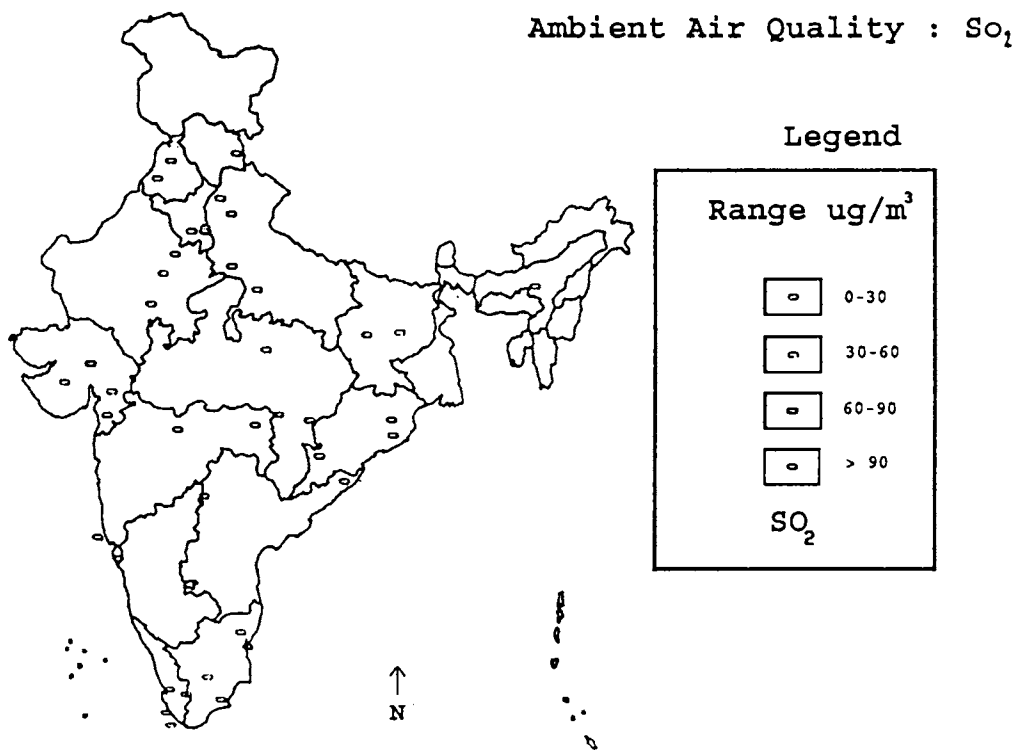 Ambient Air Quality : So₂
Legend
Range ug/m³
0-30
30-60
60-90
> 90
SO₂
N